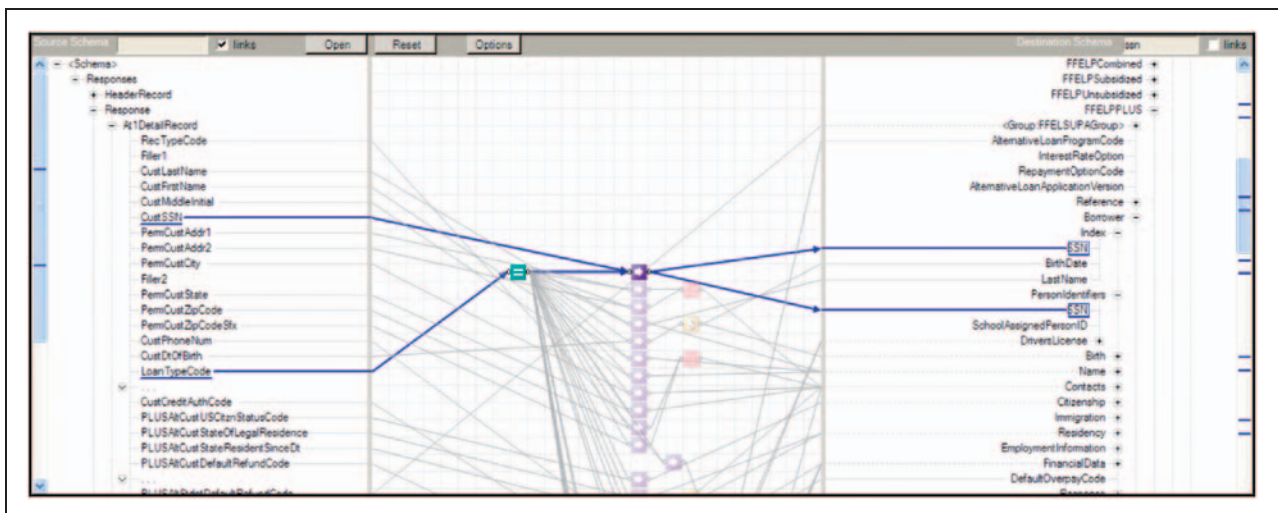 Source Schema links Open Reset Options Destination Schema ssn links
<Schema>
Responses
HeaderRecord
Response
At1DetailRecord
RecTypeCode
Filler1
CustLastName
CustFirstName
CustMiddleInitial
CustSSN
PermCustAddr1
PermCustAddr2
PermCustCity
Filler2
PermCustState
PermCustZipCode
PermCustZipCodeSfx
CustPhoneNum
CustDtOfBirth
LoanTypeCode
. . .
CustCreditAuthCode
PLUSAltCustUSCitznStatusCode
PLUSAltCustStateOfLegalResidence
PLUSAltCustStateResidentSinceDt
PLUSAltCustDefaultRefundCode
. . .
FFELPCombined
FFELPSubsidized
FFELPUnsubsidized
FFELPPLUS
<Group:FFELSUPAGroup>
AlternativeLoanProgramCode
InterestRateOption
RepaymentOptionCode
AlternativeLoanApplicationVersion
Reference
Borrower
Index
SSN
BirthDate
LastName
PersonIdentifiers
SSN
SchoolAssignedPersonID
DriversLicense
Birth
Name
Contacts
Citizenship
Immigration
Residency
EmploymentInformation
FinancialData
DefaultOverpayCode